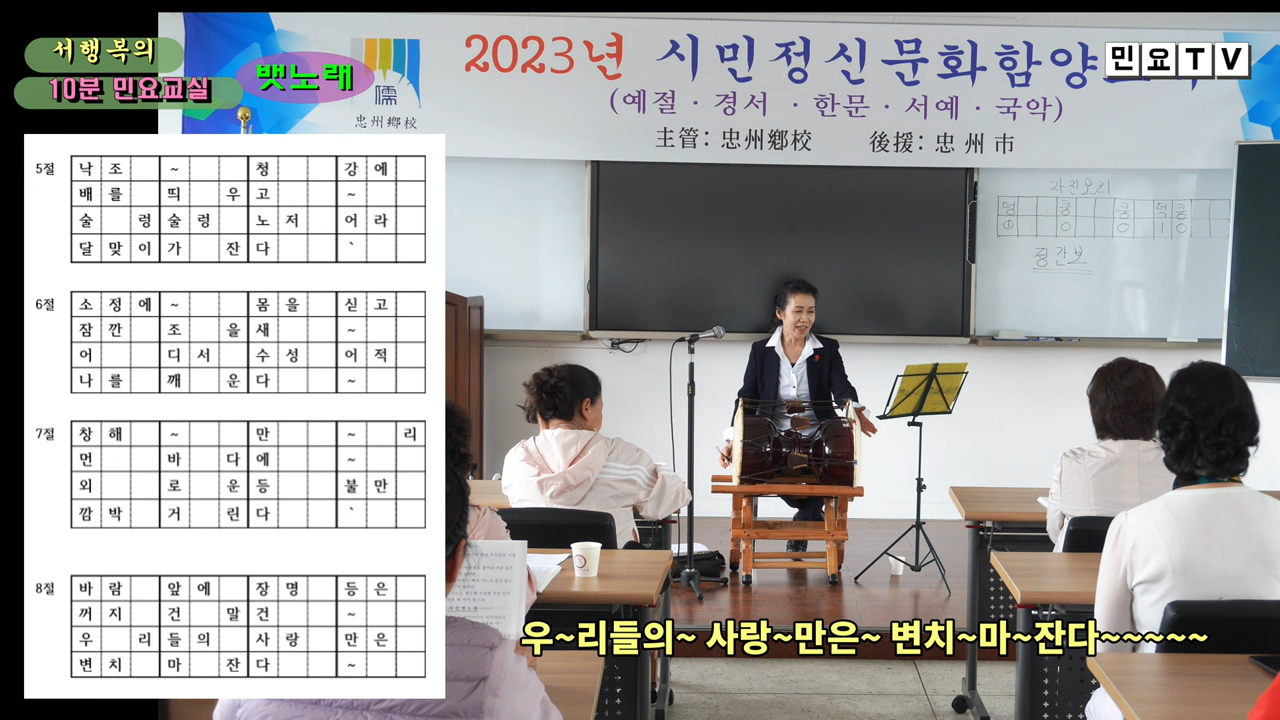 서행복의
10분 민요교실
뱃노래
민요TV
2023년 시민정신문화함양
(예절·경서·한문·서예·국악)
主管: 忠州鄕校 後援: 忠州市
儒
忠州鄕校
자진모리
덩 쿵 쿵 덕 쿵
정간보
5절
낙 조 ~ 청 강 에
배 를 띄 우 고 ~
술 렁 술 렁 노 저 어 라
달 맞 이 가 잔 다 `
6절
소 정 에 ~ 몸 을 싣 고
잠 깐 조 을 새 ~
어 디 서 수 성 어 적
나 를 깨 운 다 ~
7절
창 해 ~ 만 ~ 리
먼 바 다 에 ~
외 로 운 등 불 만
깜 박 거 린 다 `
8절
바 람 앞 에 장 명 등 은
꺼 지 건 말 건 ~
우 리 들 의 사 랑 만 은
변 치 마 잔 다 ~
우~리들의~ 사랑~만은~ 변치~마~잔다~~~~~